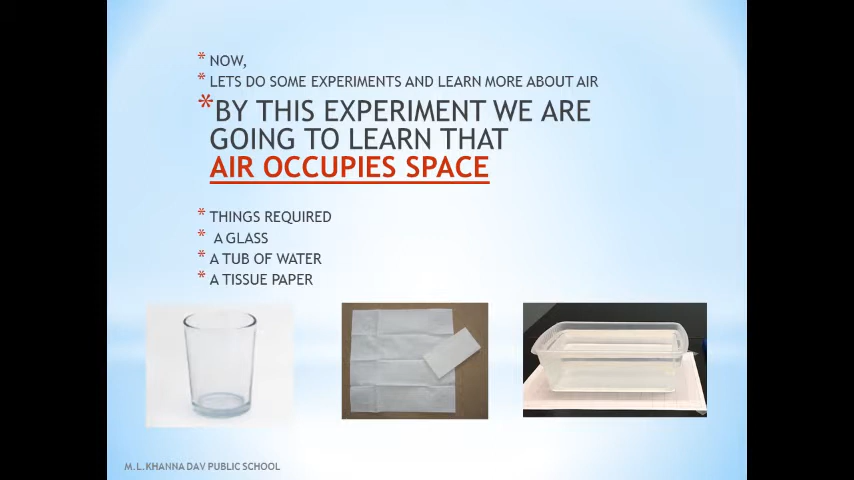 * NOW,
* LETS DO SOME EXPERIMENTS AND LEARN MORE ABOUT AIR
* BY THIS EXPERIMENT WE ARE
GOING TO LEARN THAT
AIR OCCUPIES SPACE
* THINGS REQUIRED
* A GLASS
* A TUB OF WATER
* A TISSUE PAPER
M.L.KHANNA DAV PUBLIC SCHOOL